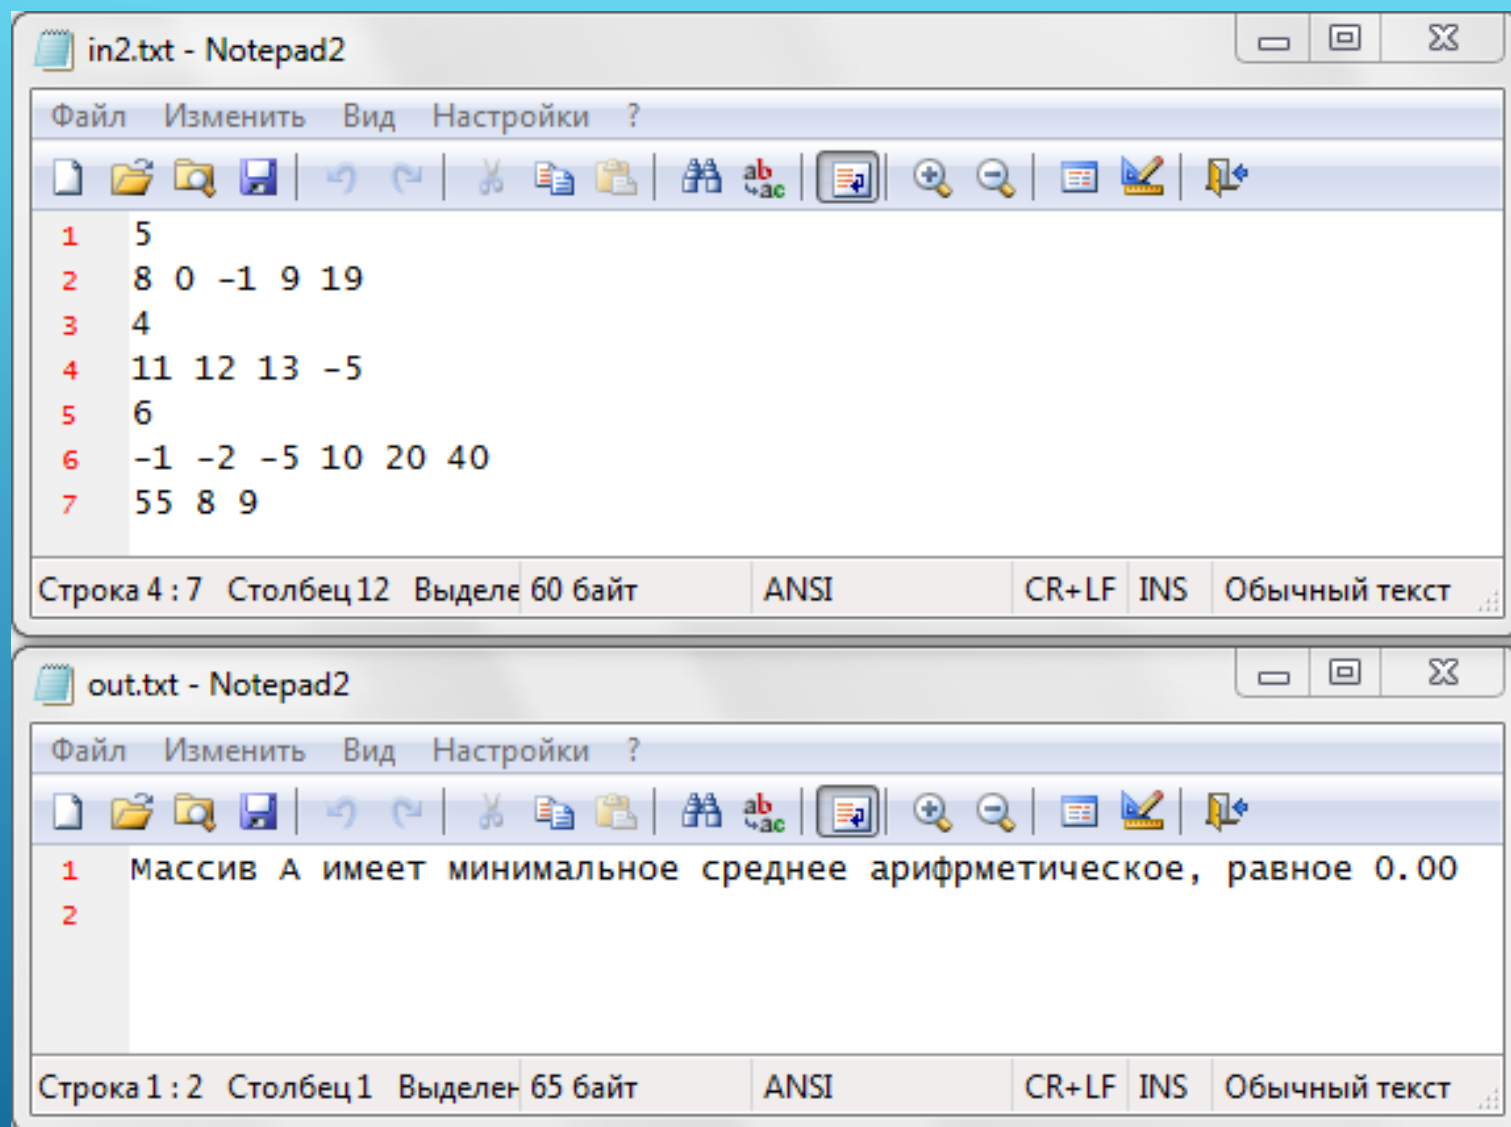 in2.txt - Notepad2
Файл Изменить Вид Настройки ?
ab
ac
1 5
2 8 0 -1 9 19
3 4
4 11 12 13 -5
5 6
6 -1 -2 -5 10 20 40
7 55 8 9
Строка 4 : 7 Столбец 12 Выделе 60 байт ANSI CR+LF INS Обычный текст
out.txt - Notepad2
Файл Изменить Вид Настройки ?
ab
ac
1 Массив А имеет минимальное среднее арифрметическое, равное 0.00
2
Строка 1 : 2 Столбец 1 Выделен 65 байт ANSI CR+LF INS Обычный текст